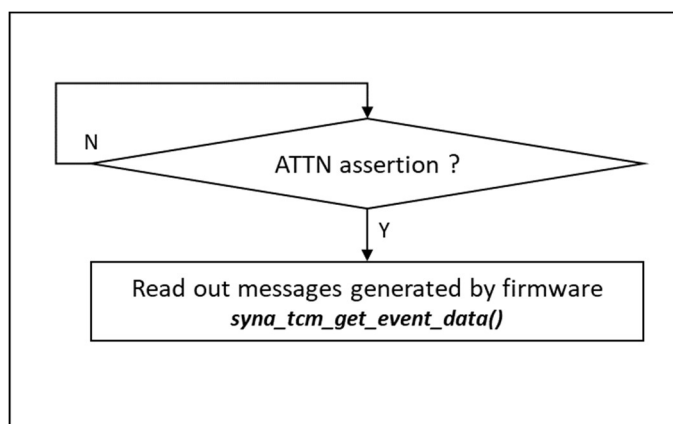 N
ATTN assertion ?
Y
Read out messages generated by firmware
syna_tcm_get_event_data()